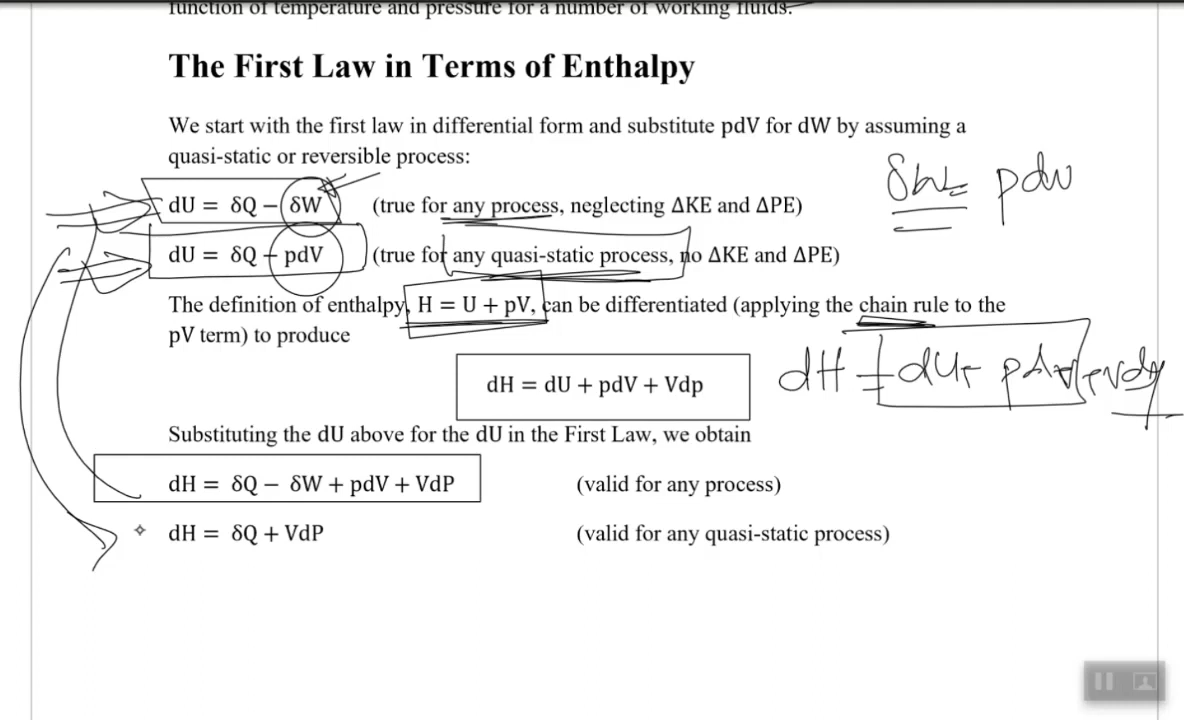 function of temperature and pressure for a number of working fluids.
The First Law in Terms of Enthalpy
We start with the first law in differential form and substitute pdV for dW by assuming a
quasi-static or reversible process:
δW= pdv
dU = δQ − δW (true for any process, neglecting ΔKE and ΔPE)
dU = δQ − pdV (true for any quasi-static process, no ΔKE and ΔPE)
The definition of enthalpy, H = U + pV, can be differentiated (applying the chain rule to the
pV term) to produce
dH = dU + pdV + Vdp
dH = dU+ pdv + vdp
Substituting the dU above for the dU in the First Law, we obtain
dH = δQ − δW + pdV + VdP (valid for any process)
✧ dH = δQ + VdP (valid for any quasi-static process)